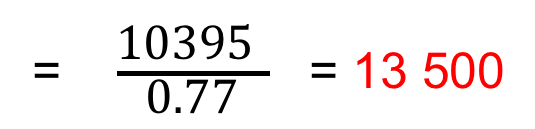 = 10395/0.77 = 13 500